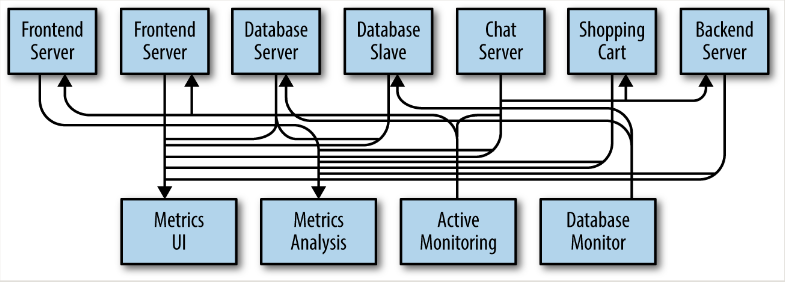 Frontend
Server
Frontend
Server
Database
Server
Database
Slave
Chat
Server
Shopping
Cart
Backend
Server
Metrics
UI
Metrics
Analysis
Active
Monitoring
Database
Monitor